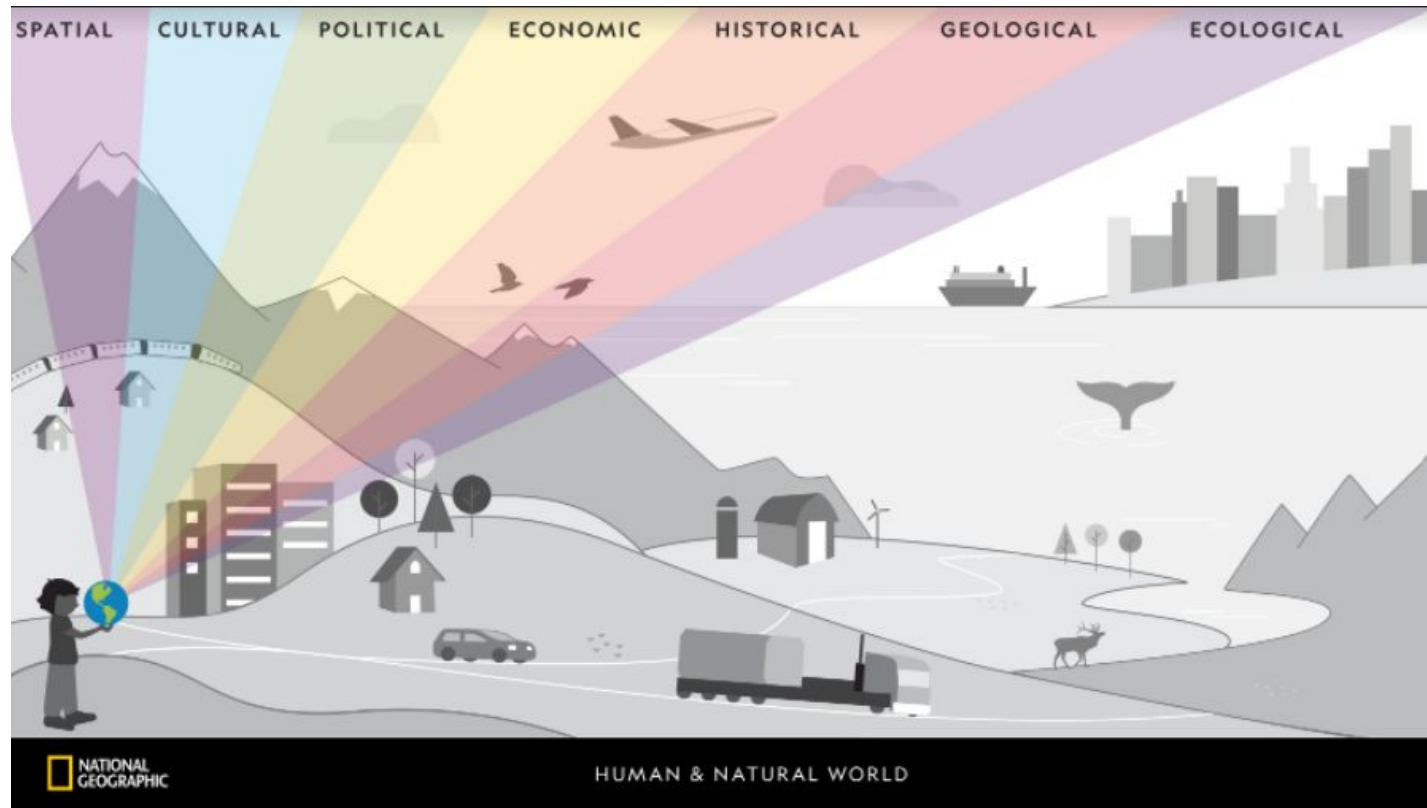 SPATIAL CULTURAL POLITICAL ECONOMIC HISTORICAL GEOLOGICAL ECOLOGICAL
NATIONAL
GEOGRAPHIC
HUMAN & NATURAL WORLD